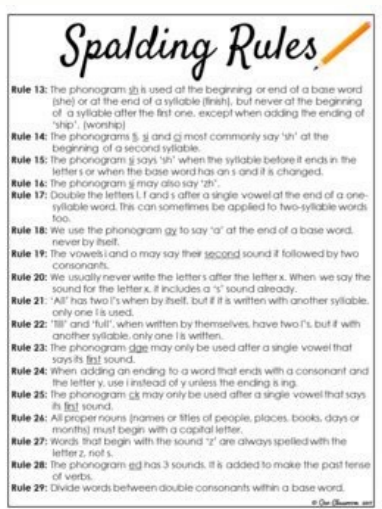 Spalding Rules
Rule 13: The phonogram sh is used at the beginning or end of a base word
(she) or at the end of a syllable (finish), but never at the beginning
of a syllable after the first one, except when adding the ending of
'ship'. (worship)
Rule 14: The phonograms ti, si and ci most commonly say 'sh' at the
beginning of a second syllable.
Rule 15: The phonogram si says 'sh' when the syllable before it ends in the
letter s or when the base word has an s and it is changed.
Rule 16: The phonogram si may also say 'zh'.
Rule 17: Double the letters l, f and s after a single vowel at the end of a one-
syllable word. This can sometimes be applied to two-syllable words
too.
Rule 18: We use the phonogram ay to say 'a' at the end of a base word,
never by itself.
Rule 19: The vowels i and o may say their second sound if followed by two
consonants.
Rule 20: We usually never write the letter s after the letter x. When we say the
sound for the letter x, it includes a 's' sound already.
Rule 21: 'All' has two l's when by itself, but if it is written with another syllable,
only one l is used.
Rule 22: 'Till' and 'full', when written by themselves, have two l's, but if with
another syllable, only one l is written.
Rule 23: The phonogram dge may only be used after a single vowel that
says its first sound.
Rule 24: When adding an ending to a word that ends with a consonant and
the letter y, use i instead of y unless the ending is ing.
Rule 25: The phonogram ck may only be used after a single vowel that says
its first sound.
Rule 26: All proper nouns (names or titles of people, places, books, days or
months) must begin with a capital letter.
Rule 27: Words that begin with the sound 'z' are always spelled with the
letter z, not s.
Rule 28: The phonogram ed has 3 sounds. It is added to make the past tense
of verbs.
Rule 29: Divide words between double consonants within a base word.